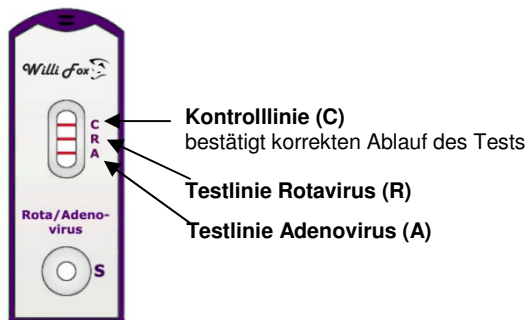 Willi Fox
C
R
A
Rota/Adeno-
virus
S
Kontrolllinie (C)
bestätigt korrekten Ablauf des Tests
Testlinie Rotavirus (R)
Testlinie Adenovirus (A)